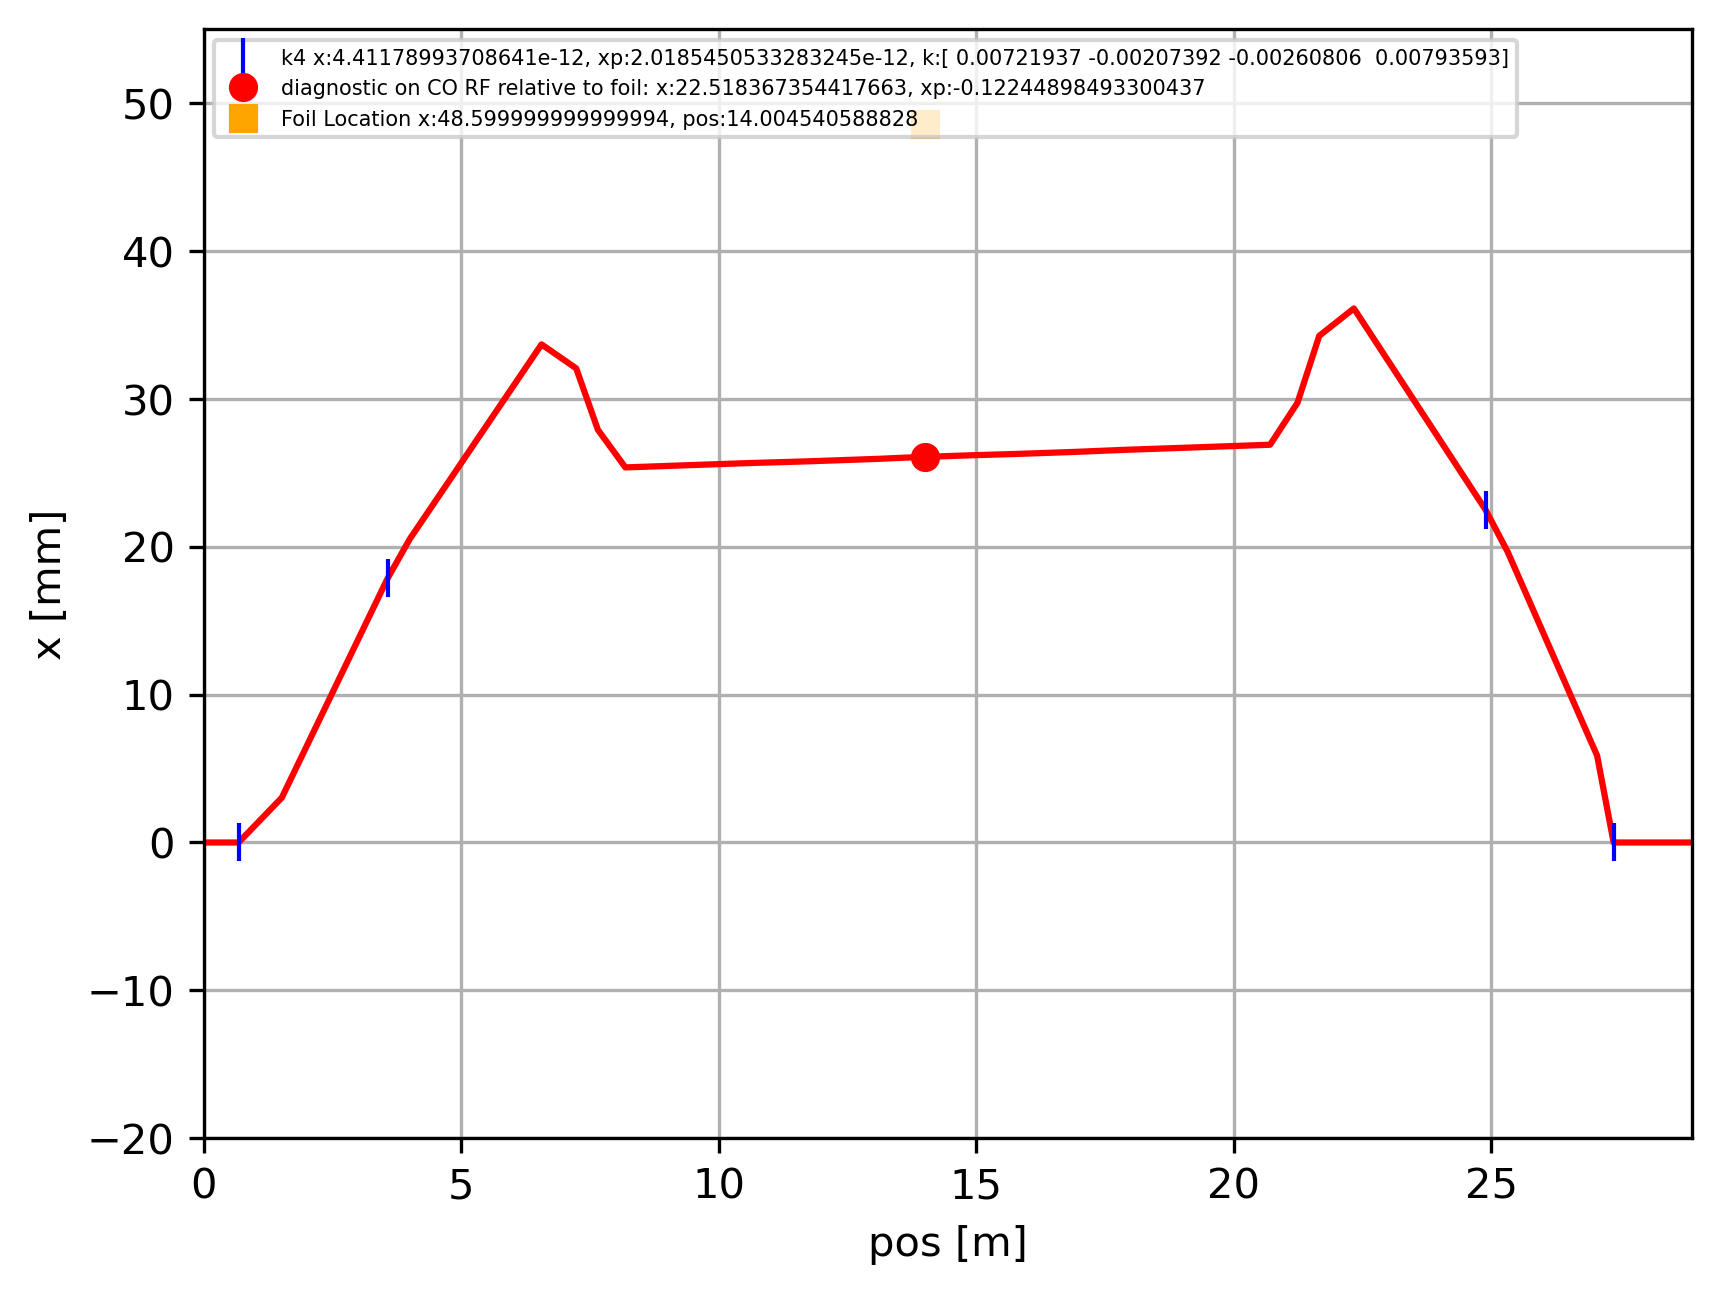 k4 x:4.41178993708641e-12, xp:2.0185450533283245e-12, k:[ 0.00721937 -0.00207392 -0.00260806  0.00793593]
diagnostic on CO RF relative to foil: x:22.518367354417663, xp:-0.12244898493300437
Foil Location x:48.599999999999994, pos:14.004540588828
50
40
30
20
10
0
−10
−20
x [mm]
0 5 10 15 20 25
pos [m]